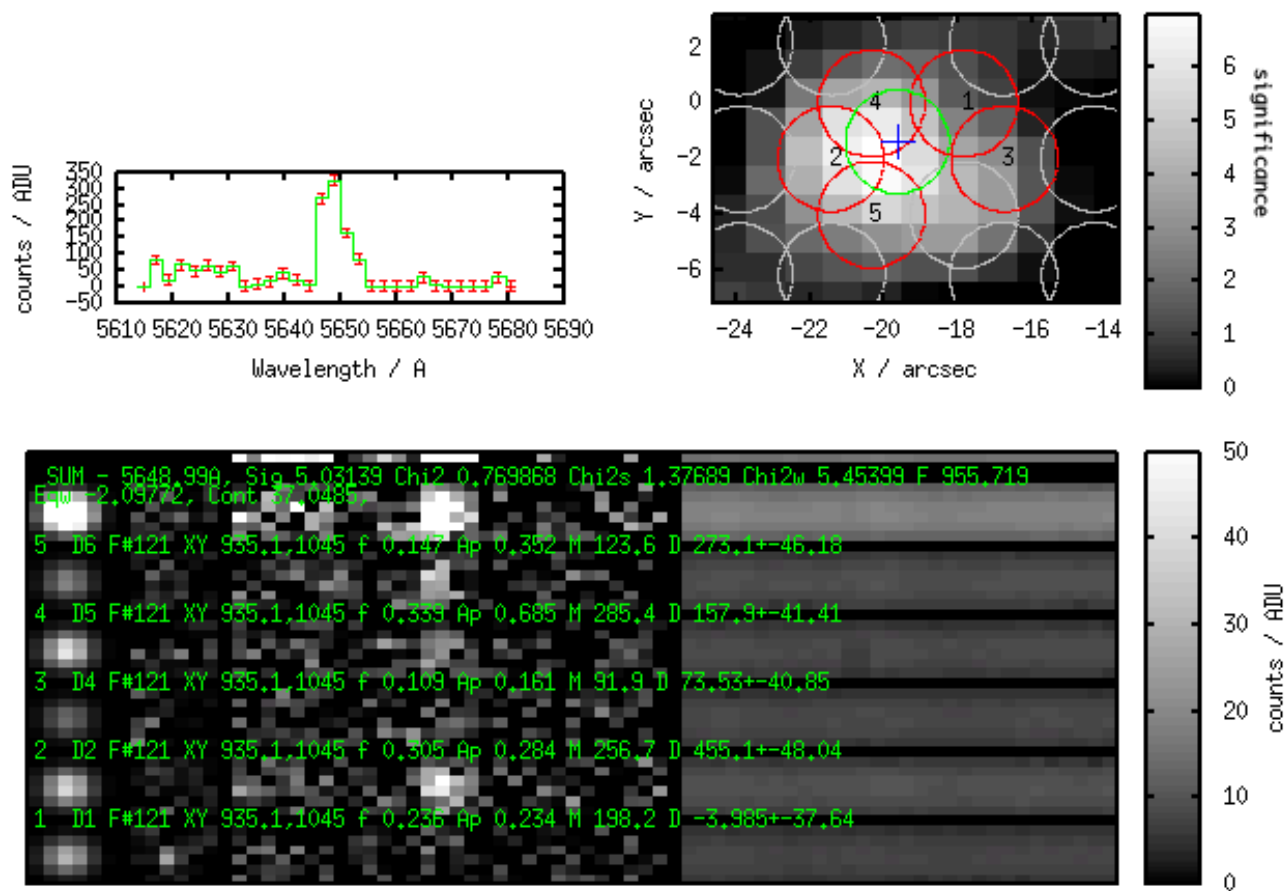 350
300
250
200
150
100
50
0
-50
counts / ADU
5610 5620 5630 5640 5650 5660 5670 5680 5690
Wavelength / A
2
0
-2
-4
-6
Y / arcsec
4 1
2 3
5
-24 -22 -20 -18 -16 -14
X / arcsec
6
5
4
3
2
1
0
significance
SUM - 5648.99A, Sig 5.03139 Chi2 0.769868 Chi2s 1.37689 Chi2w 5.45399 F 955.719
Eqw -2.09772, Cont 37.0485,
5 D6 F#121 XY 935.1,1045 f 0.147 Ap 0.352 M 123.6 D 273.1+-46.18
4 D5 F#121 XY 935.1,1045 f 0.339 Ap 0.685 M 285.4 D 157.9+-41.41
3 D4 F#121 XY 935.1,1045 f 0.109 Ap 0.161 M 91.9 D 73.53+-40.85
2 D2 F#121 XY 935.1,1045 f 0.305 Ap 0.284 M 256.7 D 455.1+-48.04
1 D1 F#121 XY 935.1,1045 f 0.236 Ap 0.234 M 198.2 D -3.985+-37.64
50
40
30
20
10
0
counts / ADU